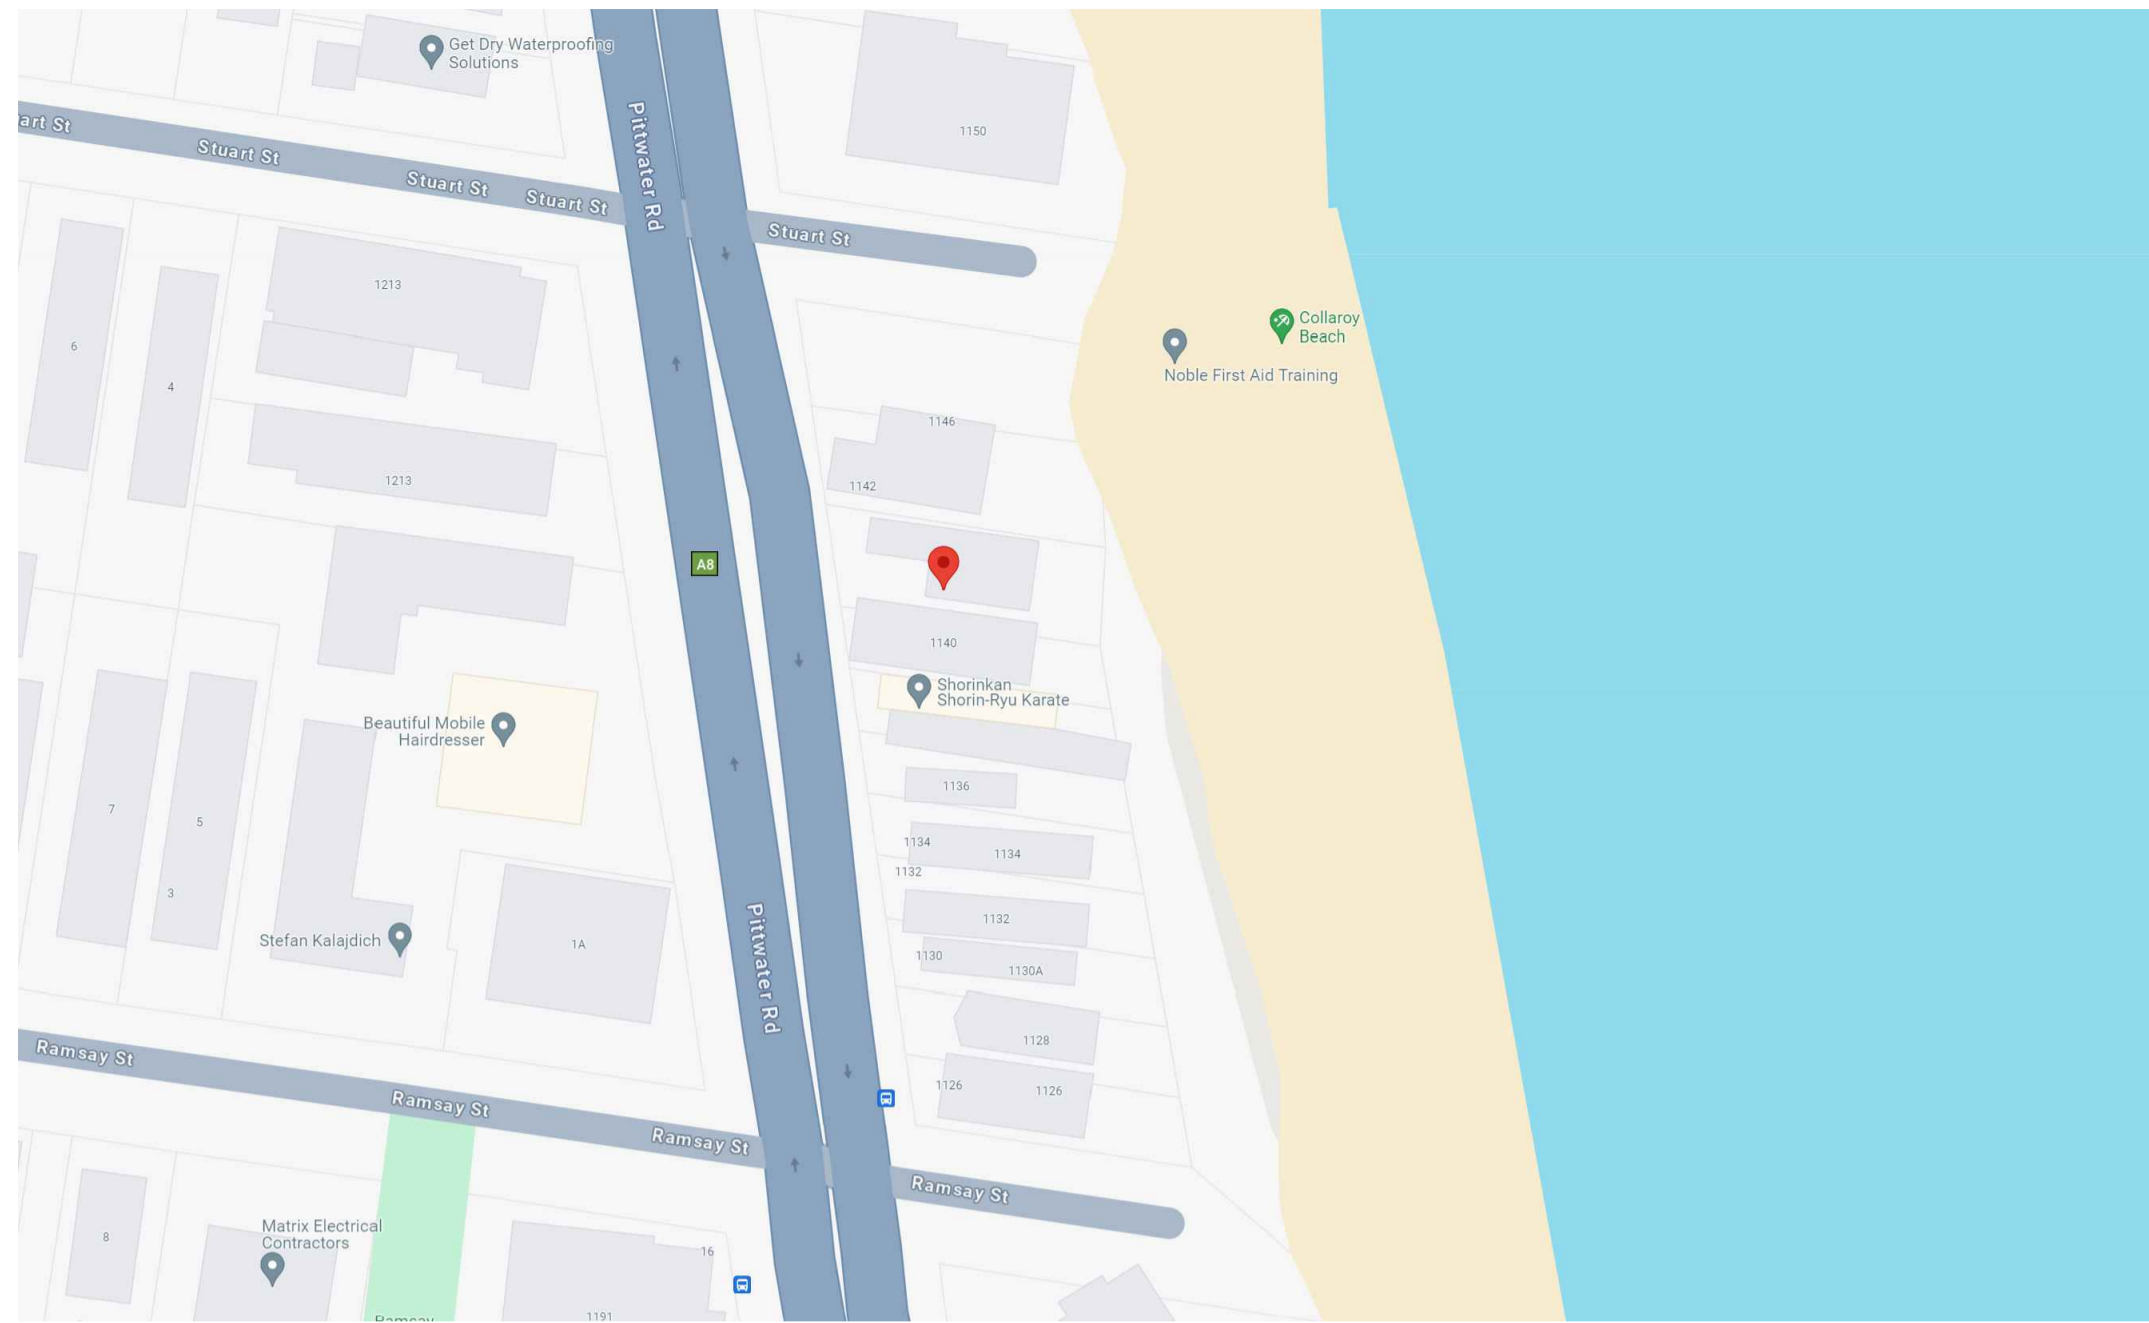 Get Dry Waterproofing
Solutions
art St
Stuart St
Stuart St
Stuart St
Pittwater Rd
1150
Stuart St
1213
6
4
Collaroy
Beach
Noble First Aid Training
1146
1213
1142
A8
1140
Shorinkan
Shorin-Ryu Karate
Beautiful Mobile
Hairdresser
1136
7
5
1134
1134
1132
3
1132
Stefan Kalajdich
1A
Pittwater Rd
1130
1130A
1128
Ramsay St
1126
1126
Ramsay St
Ramsay St
Ramsay St
Matrix Electrical
Contractors
8
16
1191
Ramsay